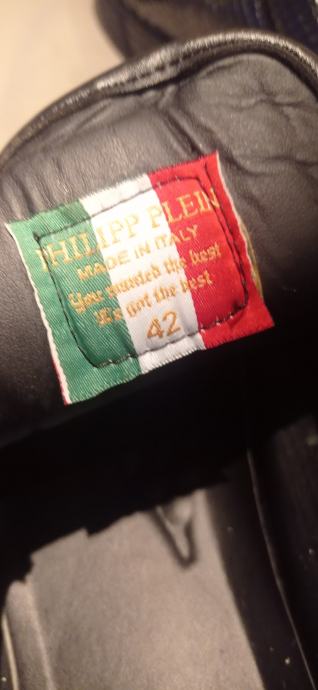 PHILIPP PLEIN
MADE IN ITALY
You wanted the best
You got the best
42